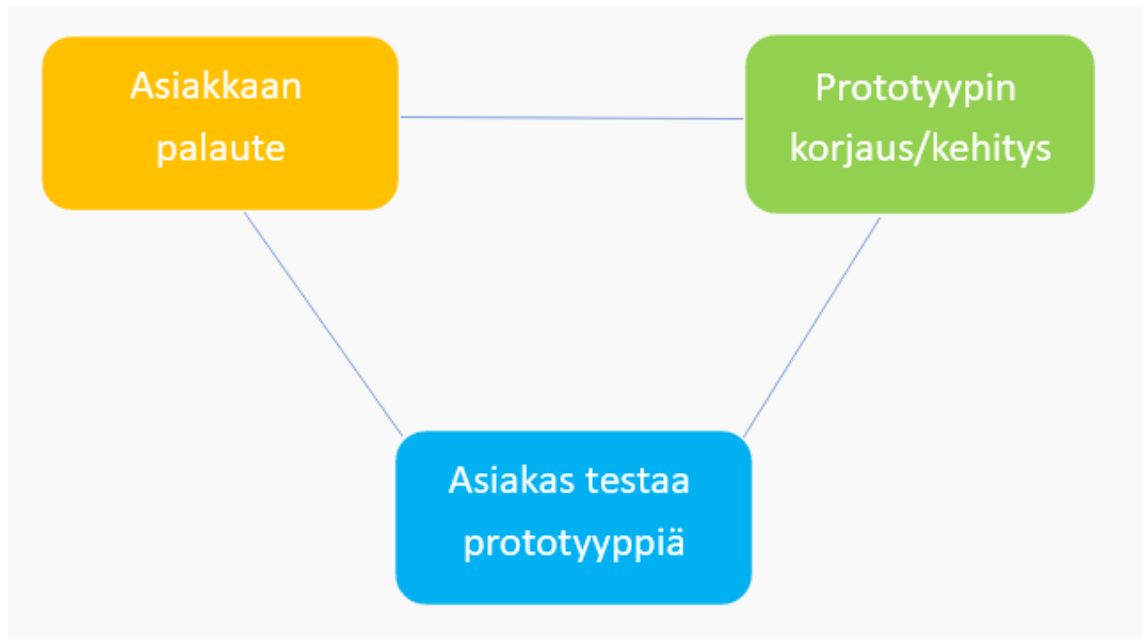 Asiakkaan
palaute
Prototyypin
korjaus/kehitys
Asiakas testaa
prototyyppiä